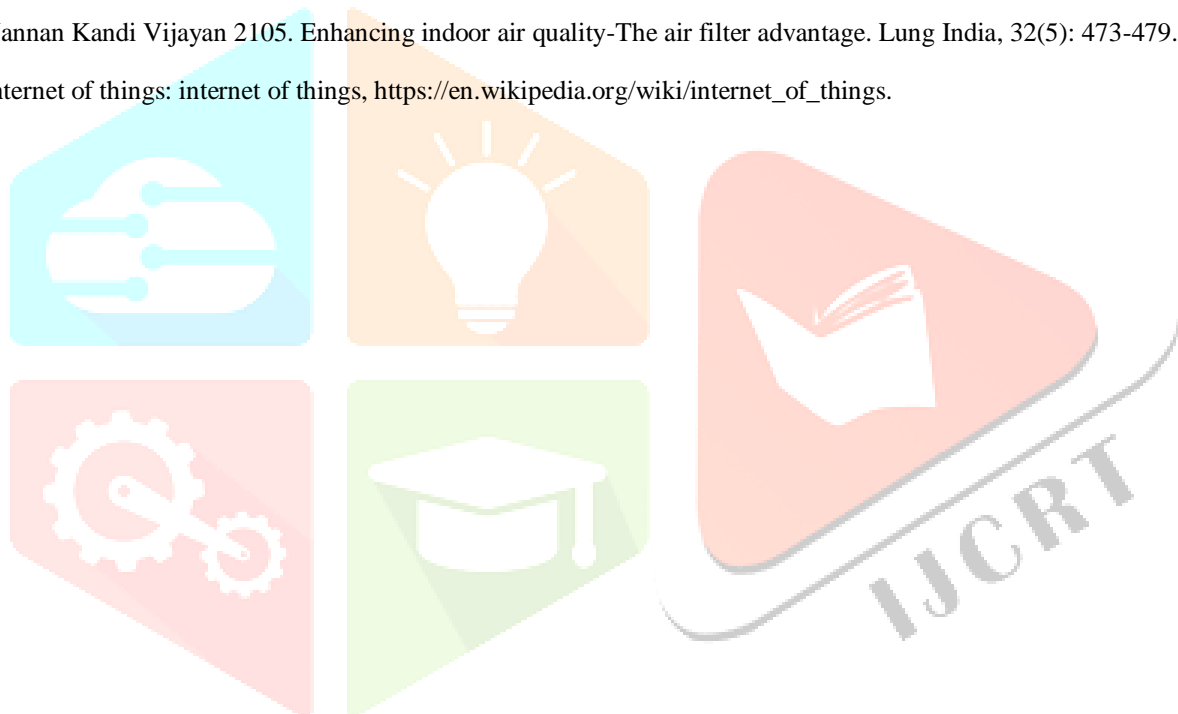 annan Kandi Vijayan 2105. Enhancing indoor air quality-The air filter advantage. Lung India, 32(5): 473-479.
nternet of things: internet of things, https://en.wikipedia.org/wiki/internet_of_things.
IJCRT